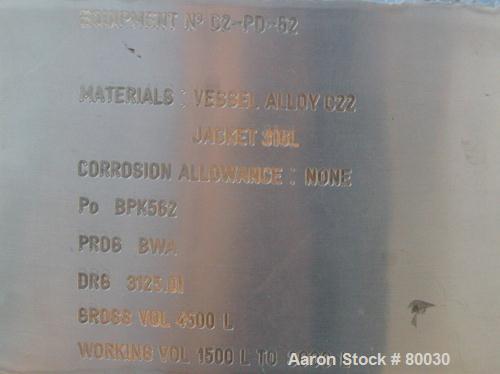 EQUIPMENT Nº C2-PD-62
MATERIALS : VESSEL ALLOY C22
JACKET 316L
CORROSION ALLOWANCE : NONE
Po BPK562
PROG BWA
DRG 3125.01
GROSS VOL 4500 L
WORKING VOL 1500 L TO
Aaron Stock # 80030